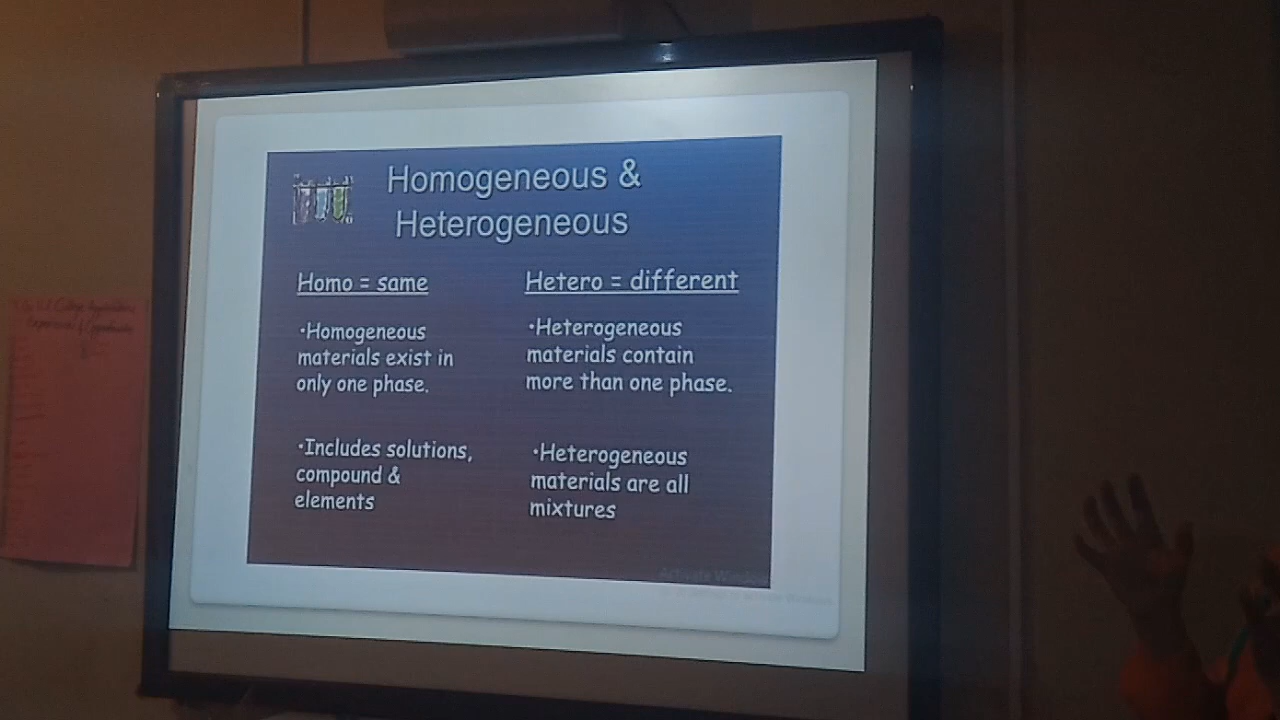 Homogeneous &
Heterogeneous
Homo = same
•Homogeneous
materials exist in
only one phase.
•Includes solutions,
compound &
elements
Hetero = different
•Heterogeneous
materials contain
more than one phase.
•Heterogeneous
materials are all
mixtures